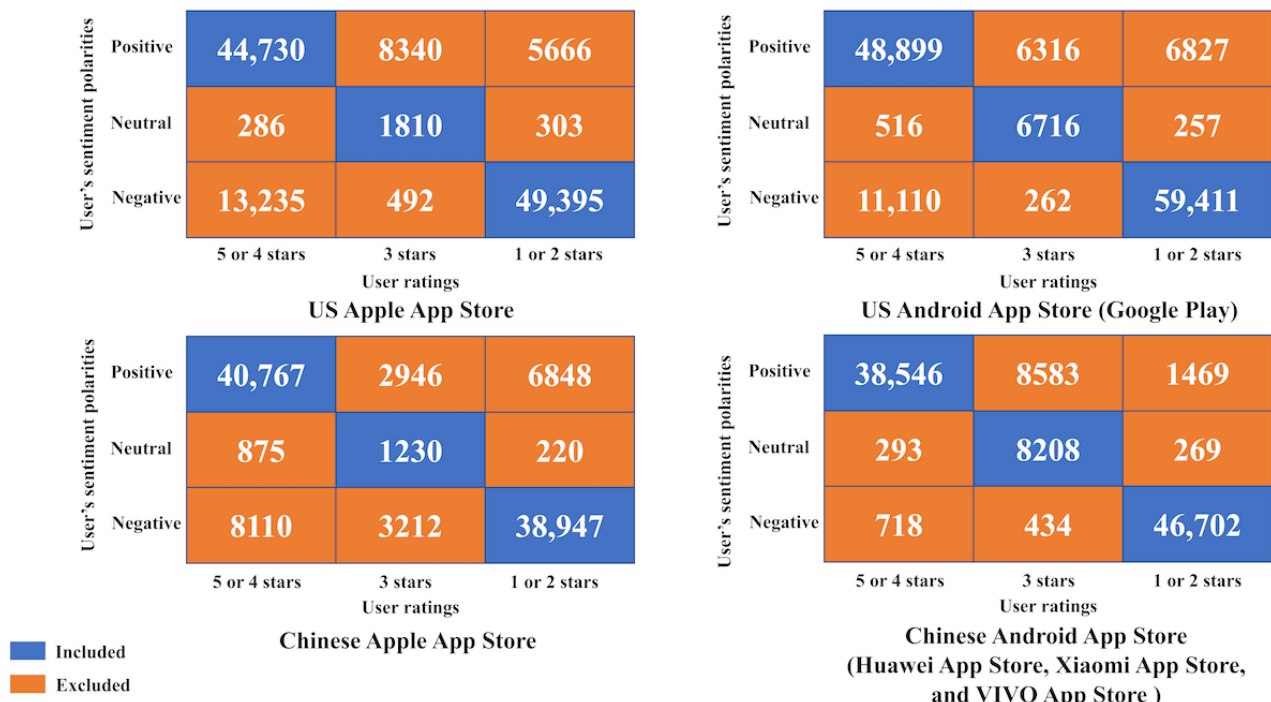 User's sentiment polarities
Positive 44,730 8340 5666
Neutral 286 1810 303
Negative 13,235 492 49,395
5 or 4 stars 3 stars 1 or 2 stars
User ratings
US Apple App Store
User's sentiment polarities
Positive 48,899 6316 6827
Neutral 516 6716 257
Negative 11,110 262 59,411
5 or 4 stars 3 stars 1 or 2 stars
User ratings
US Android App Store (Google Play)
User's sentiment polarities
Positive 40,767 2946 6848
Neutral 875 1230 220
Negative 8110 3212 38,947
5 or 4 stars 3 stars 1 or 2 stars
User ratings
Chinese Apple App Store
User's sentiment polarities
Positive 38,546 8583 1469
Neutral 293 8208 269
Negative 718 434 46,702
5 or 4 stars 3 stars 1 or 2 stars
User ratings
Chinese Android App Store
(Huawei App Store, Xiaomi App Store,
and VIVO App Store )
Included
Excluded